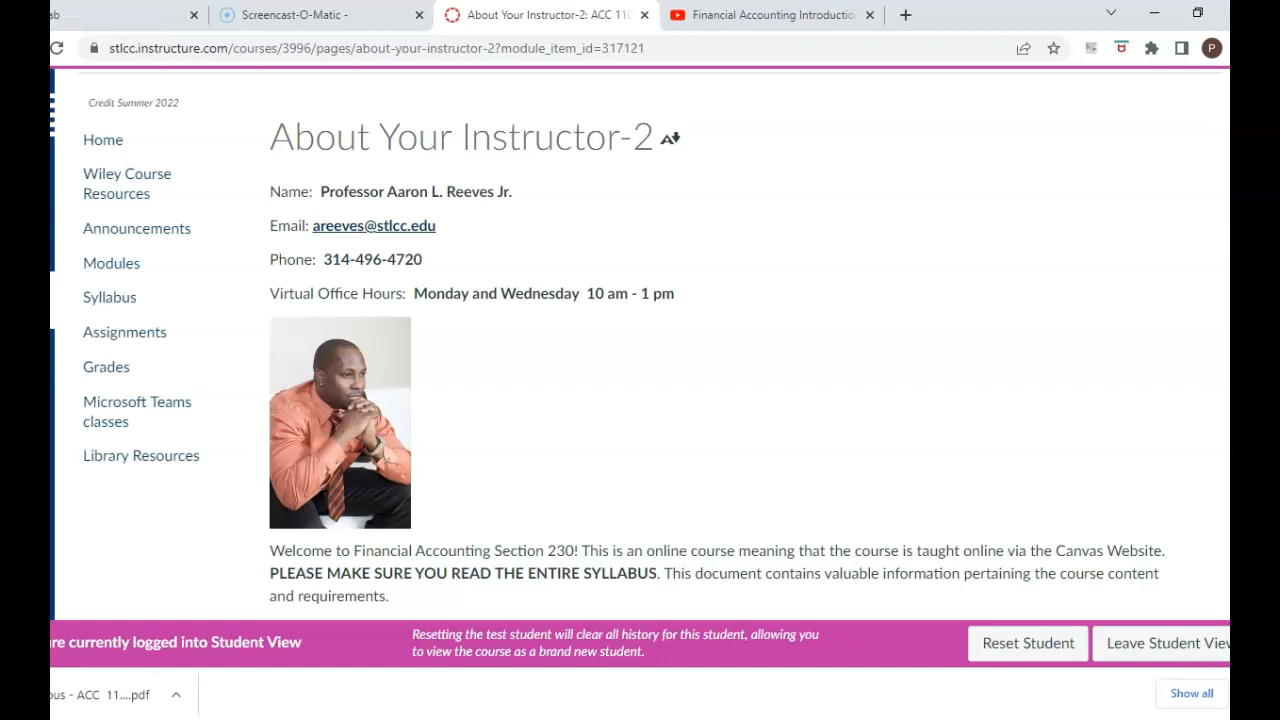 ab
Screencast-O-Matic -
About Your Instructor-2: ACC 110
Financial Accounting Introduction
stlcc.instructure.com/courses/3996/pages/about-your-instructor-2?module_item_id=317121
P
Credit Summer 2022
Home
Wiley Course
Resources
Announcements
Modules
Syllabus
Assignments
Grades
Microsoft Teams
classes
Library Resources
About Your Instructor-2
Name: Professor Aaron L. Reeves Jr.
Email: areeves@stlcc.edu
Phone: 314-496-4720
Virtual Office Hours: Monday and Wednesday 10 am - 1 pm
Welcome to Financial Accounting Section 230! This is an online course meaning that the course is taught online via the Canvas Website.
PLEASE MAKE SURE YOU READ THE ENTIRE SYLLABUS. This document contains valuable information pertaining the course content
and requirements.
re currently logged into Student View
Resetting the test student will clear all history for this student, allowing you
to view the course as a brand new student.
Reset Student
Leave Student View
ous - ACC 11....pdf
Show all